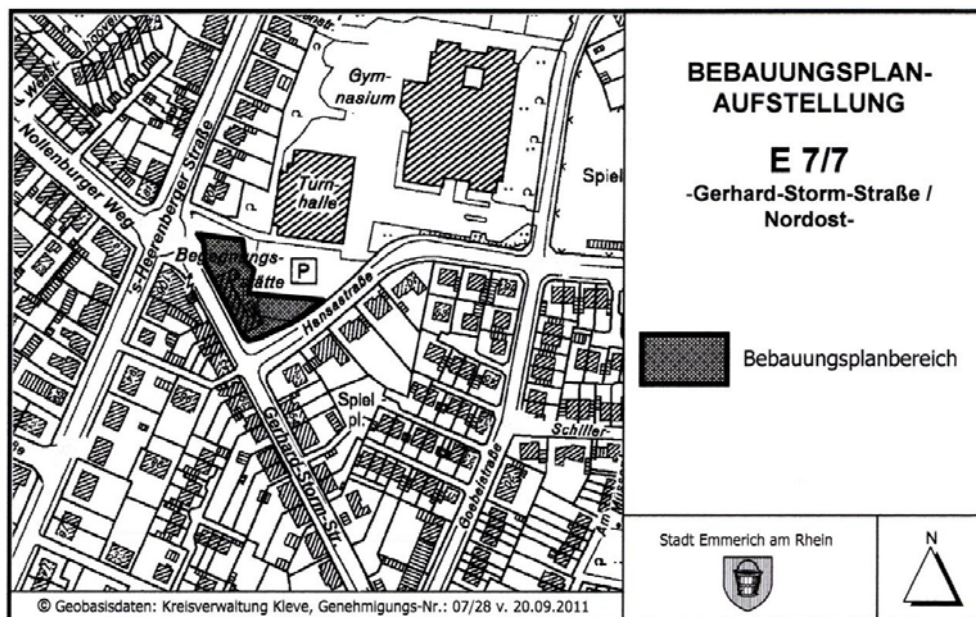 Nollenburger Weg
's-Heerenberger Straße
Gym-
nasium
Turn-
halle
Spiel
Begegnungs-
stätte
P
Hansastraße
Spiel
pl.
Gerhard-Storm-Str.
Goebelstraße
Schiller-
© Geobasisdaten: Kreisverwaltung Kleve, Genehmigungs-Nr.: 07/28 v. 20.09.2011
BEBAUUNGSPLAN-
AUFSTELLUNG
E 7/7
-Gerhard-Storm-Straße /
Nordost-
Bebauungsplanbereich
Stadt Emmerich am Rhein
N